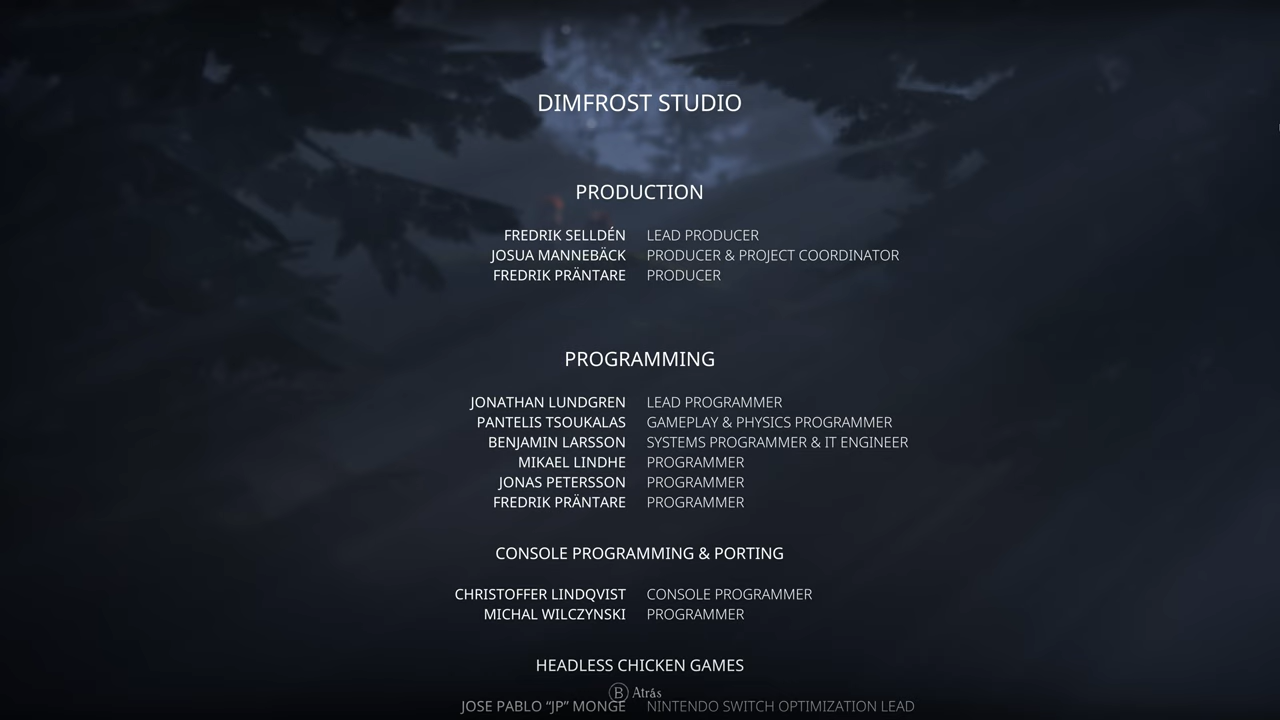 DIMFROST STUDIO
PRODUCTION
FREDRIK SELLDÉN LEAD PRODUCER
JOSUA MANNEBÄCK PRODUCER & PROJECT COORDINATOR
FREDRIK PRÄNTARE PRODUCER
PROGRAMMING
JONATHAN LUNDGREN LEAD PROGRAMMER
PANTELIS TSOUKALAS GAMEPLAY & PHYSICS PROGRAMMER
BENJAMIN LARSSON SYSTEMS PROGRAMMER & IT ENGINEER
MIKAEL LINDHE PROGRAMMER
JONAS PETERSSON PROGRAMMER
FREDRIK PRÄNTARE PROGRAMMER
CONSOLE PROGRAMMING & PORTING
CHRISTOFFER LINDQVIST CONSOLE PROGRAMMER
MICHAL WILCZYNSKI PROGRAMMER
HEADLESS CHICKEN GAMES
B Atrás
JOSE PABLO “JP” MONGE NINTENDO SWITCH OPTIMIZATION LEAD